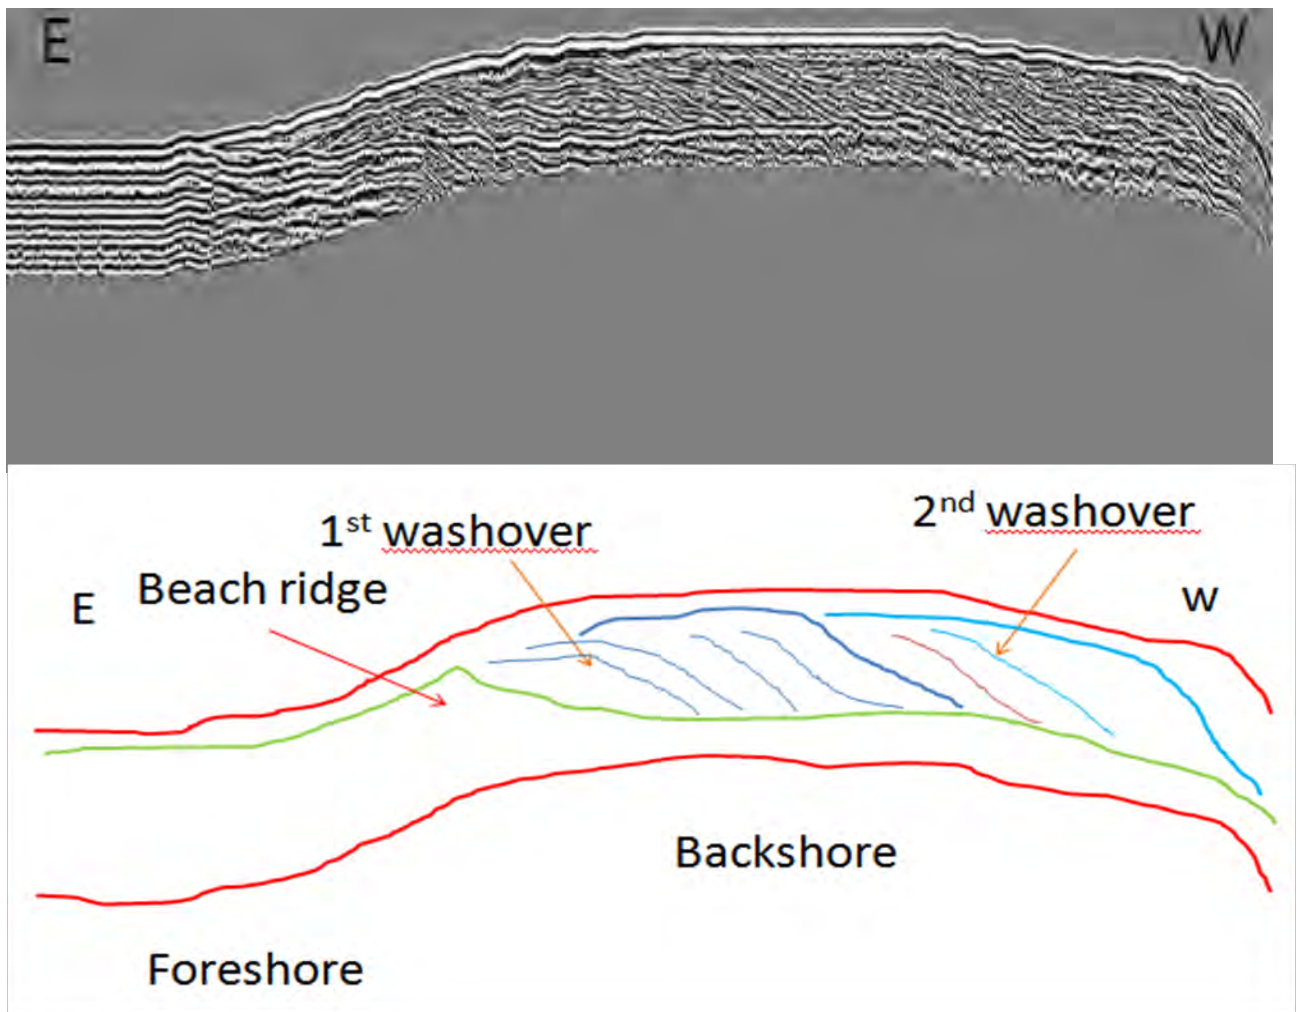 E W
1st washover
2nd washover
Beach ridge
E
w
Backshore
Foreshore